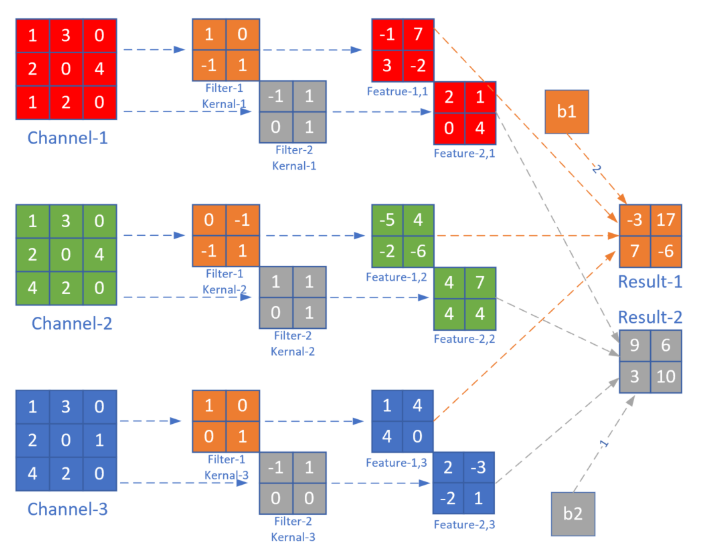 1 3 0
2 0 4
1 2 0
Channel-1
1 0
-1 1
Filter-1
Kernal-1
-1 1
0 1
Filter-2
Kernal-1
-1 7
3 -2
Featrue-1,1
2 1
0 4
Feature-2,1
b1
2
1 3 0
2 0 4
4 2 0
Channel-2
0 -1
-1 1
Filter-1
Kernal-2
1 1
0 1
Filter-2
Kernal-2
-5 4
-2 -6
Feature-1,2
4 7
4 4
Feature-2,2
-3 17
7 -6
Result-1
Result-2
9 6
3 10
1 3 0
2 0 1
4 2 0
Channel-3
1 0
0 1
Filter-1
Kernal-3
-1 1
0 0
Filter-2
Kernal-3
1 4
4 0
Feature-1,3
2 -3
-2 1
Feature-2,3
1
b2